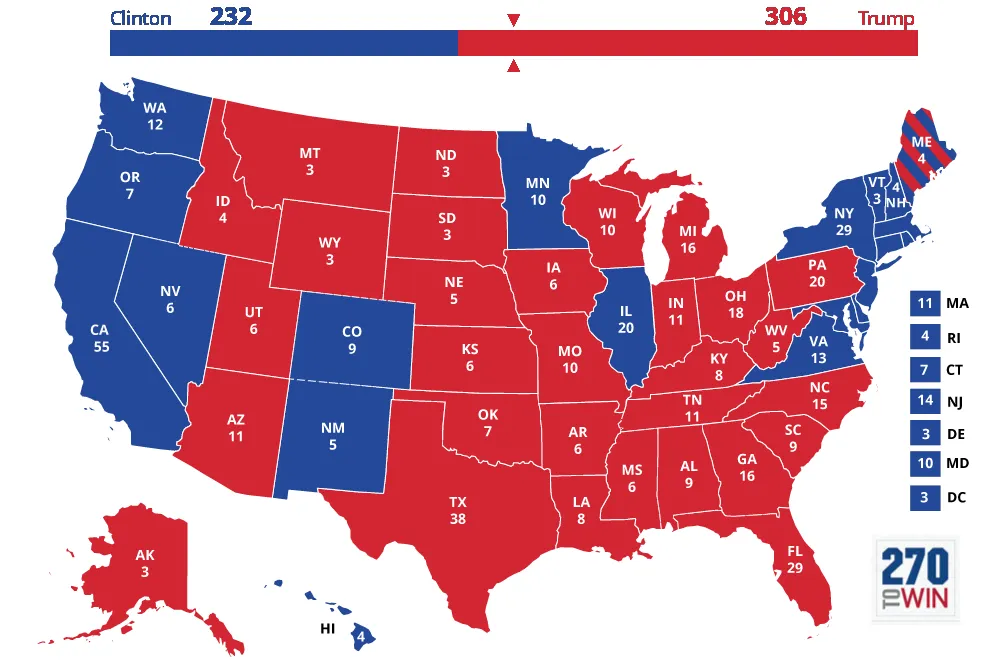 Clinton 232 306 Trump
WA
12
OR
7
CA
55
NV
6
ID
4
MT
3
WY
3
UT
6
AZ
11
CO
9
NM
5
ND
3
SD
3
NE
5
KS
6
OK
7
TX
38
MN
10
IA
6
MO
10
AR
6
LA
8
WI
10
IL
20
MI
16
IN
11
OH
18
KY
8
TN
11
MS
6
AL
9
GA
16
FL
29
SC
9
NC
15
VA
13
WV
5
PA
20
NY
29
VT
3
4
NH
ME
4
11 MA
4 RI
7 CT
14 NJ
3 DE
10 MD
3 DC
AK
3
HI
4
270
TO WIN